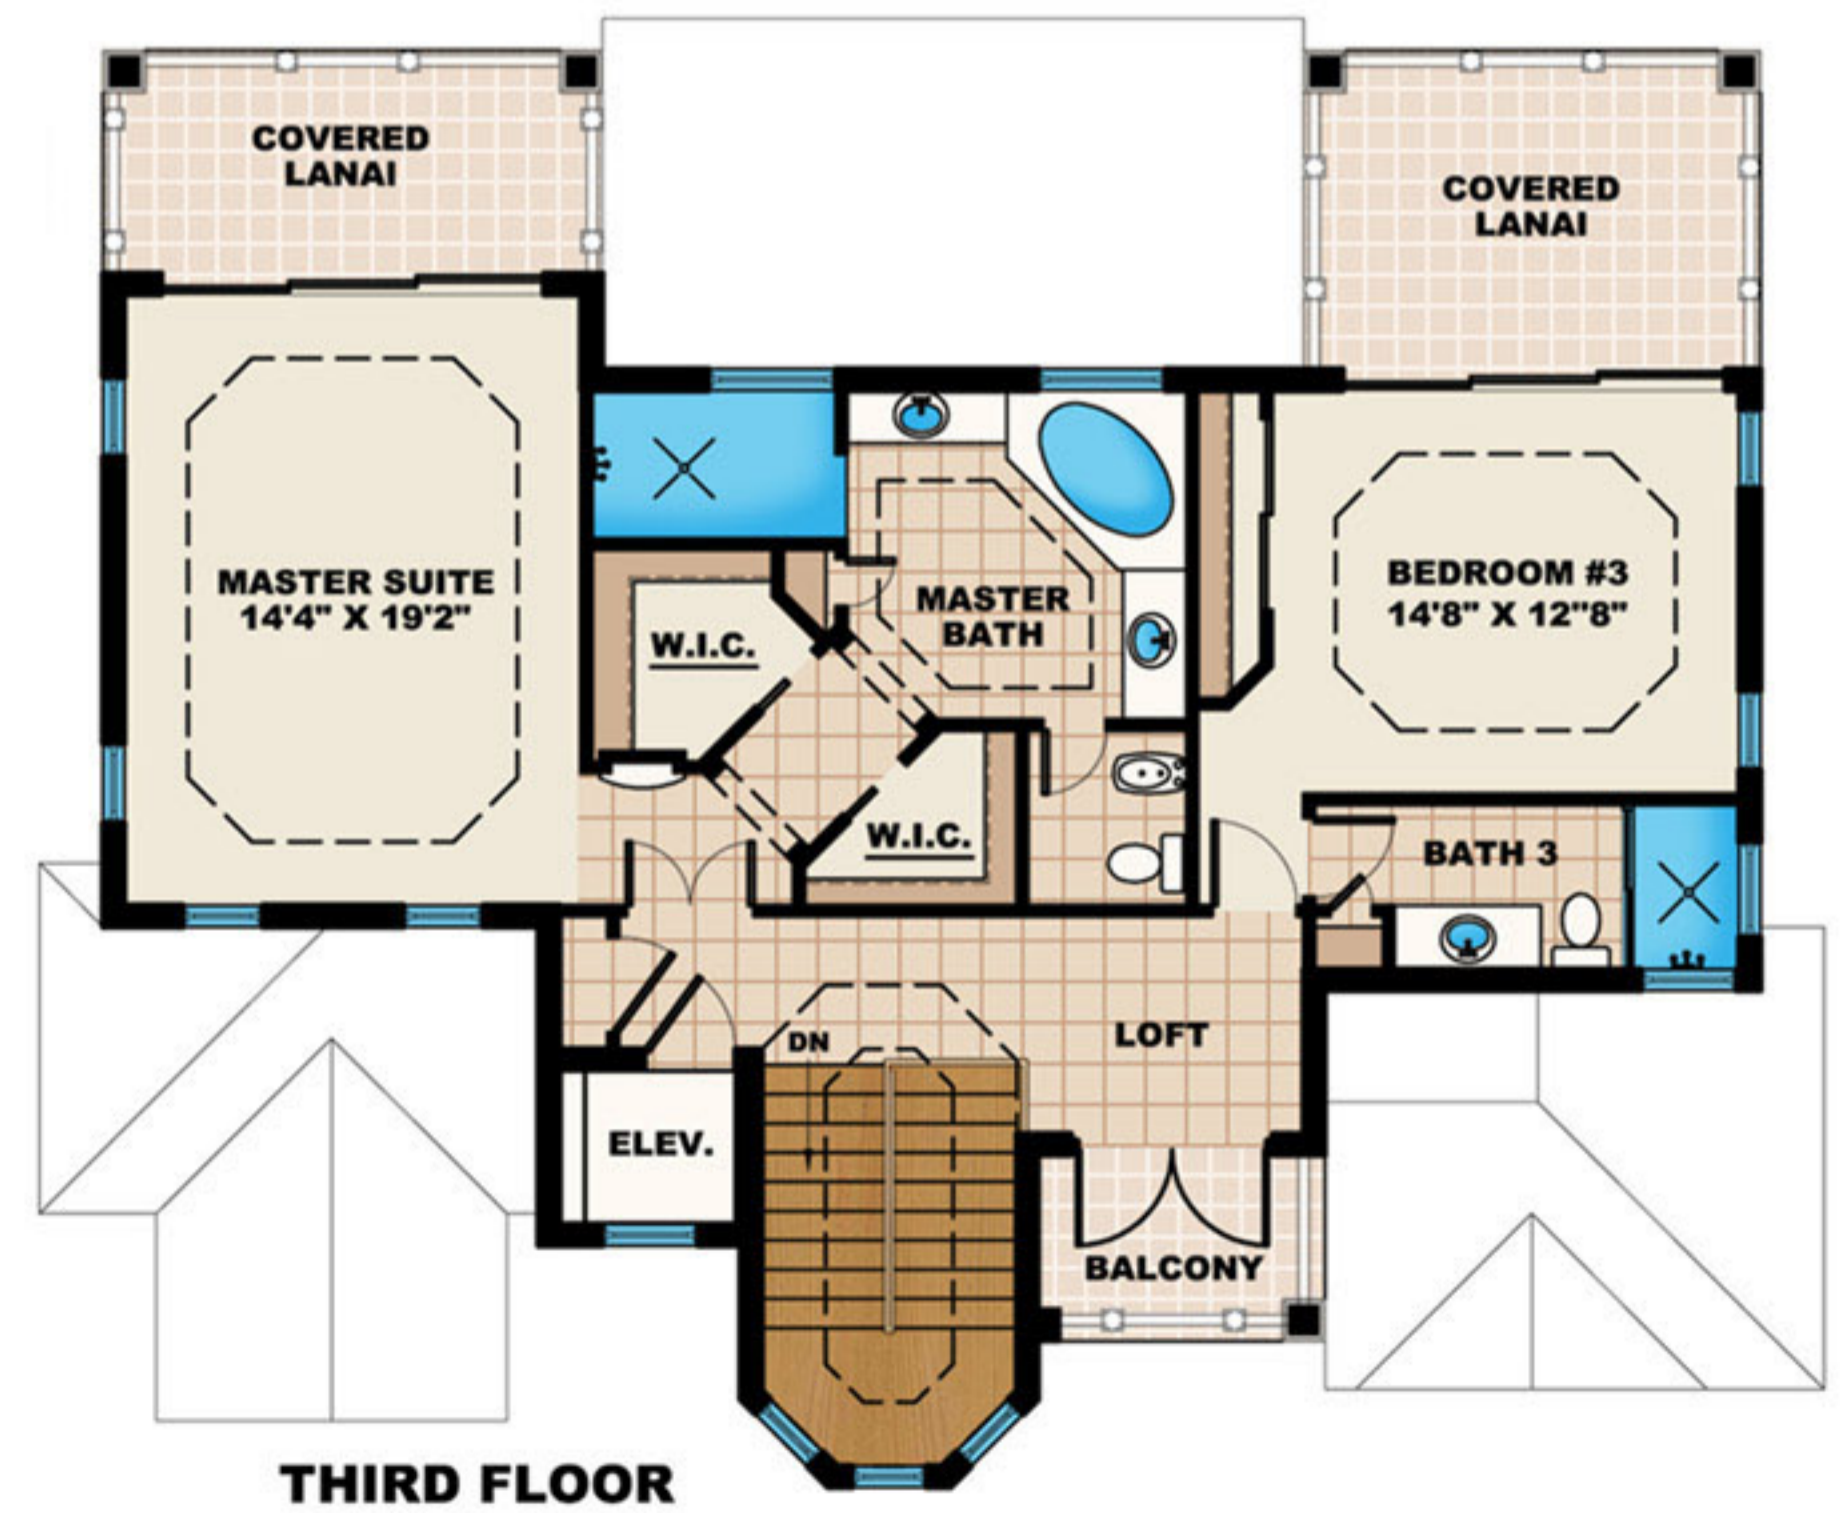 COVERED
LANAI
COVERED
LANAI
MASTER SUITE
14'4" X 19'2"
W.I.C.
MASTER
BATH
BEDROOM #3
14'8" X 12"8"
W.I.C.
BATH 3
DN
LOFT
ELEV.
BALCONY
THIRD FLOOR